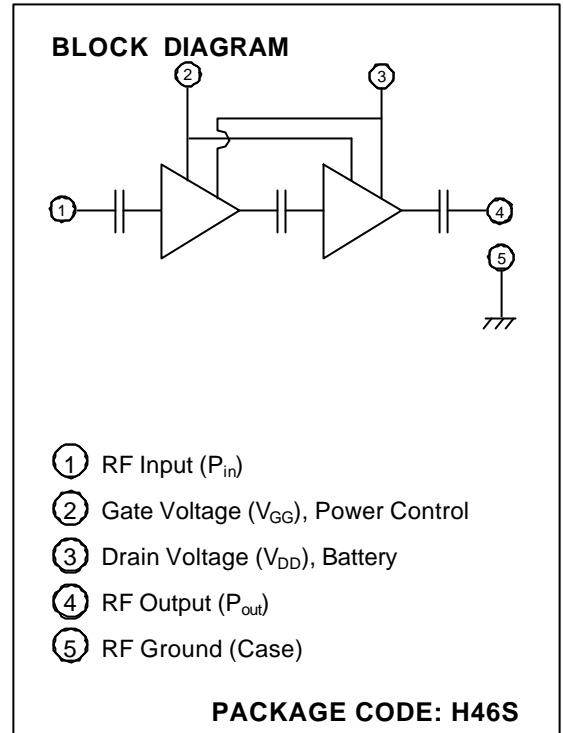 BLOCK DIAGRAM
2
3
1
4
5
1 RF Input (Pin)
2 Gate Voltage (VGG), Power Control
3 Drain Voltage (VDD), Battery
4 RF Output (Pout)
5 RF Ground (Case)
PACKAGE CODE: H46S